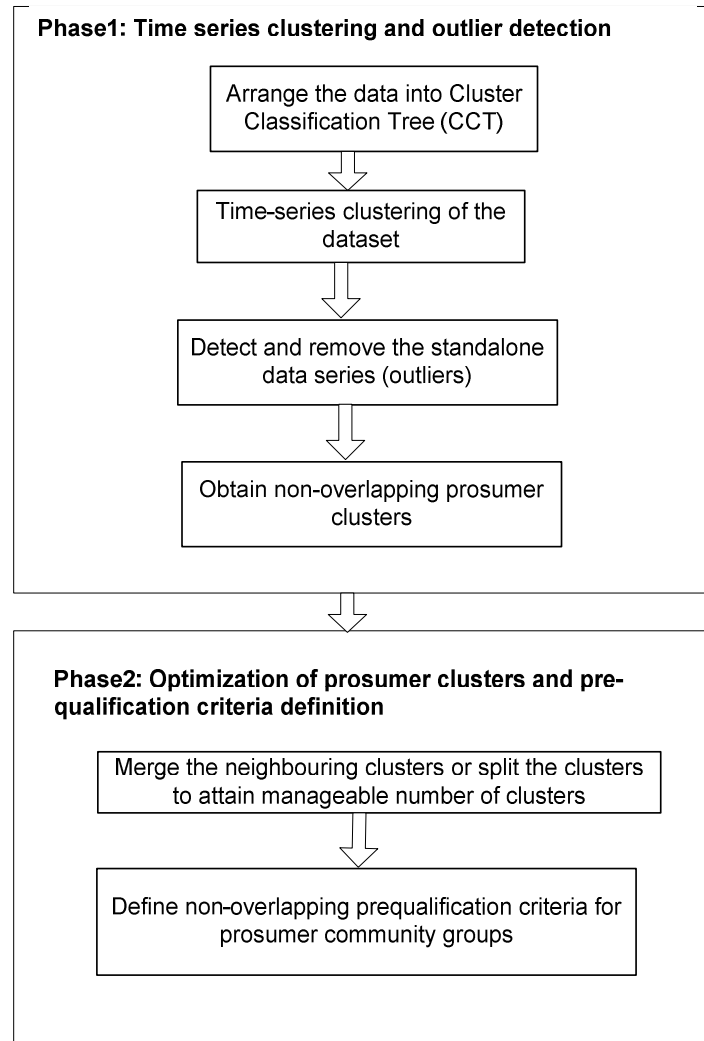 Phase1: Time series clustering and outlier detection
Arrange the data into Cluster
Classification Tree (CCT)
Time-series clustering of the
dataset
Detect and remove the standalone
data series (outliers)
Obtain non-overlapping prosumer
clusters
Phase2: Optimization of prosumer clusters and pre-
qualification criteria definition
Merge the neighbouring clusters or split the clusters
to attain manageable number of clusters
Define non-overlapping prequalification criteria for
prosumer community groups